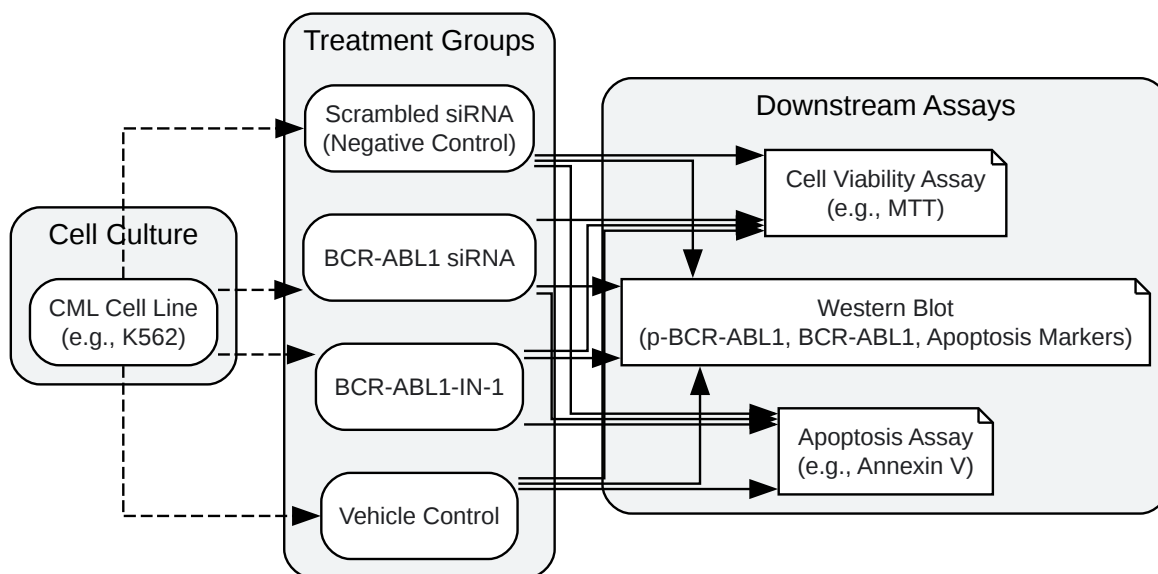 Cell Culture
CML Cell Line
(e.g., K562)
Treatment Groups
Scrambled siRNA
(Negative Control)
BCR-ABL1 siRNA
BCR-ABL1-IN-1
Vehicle Control
Downstream Assays
Cell Viability Assay
(e.g., MTT)
Western Blot
(p-BCR-ABL1, BCR-ABL1, Apoptosis Markers)
Apoptosis Assay
(e.g., Annexin V)